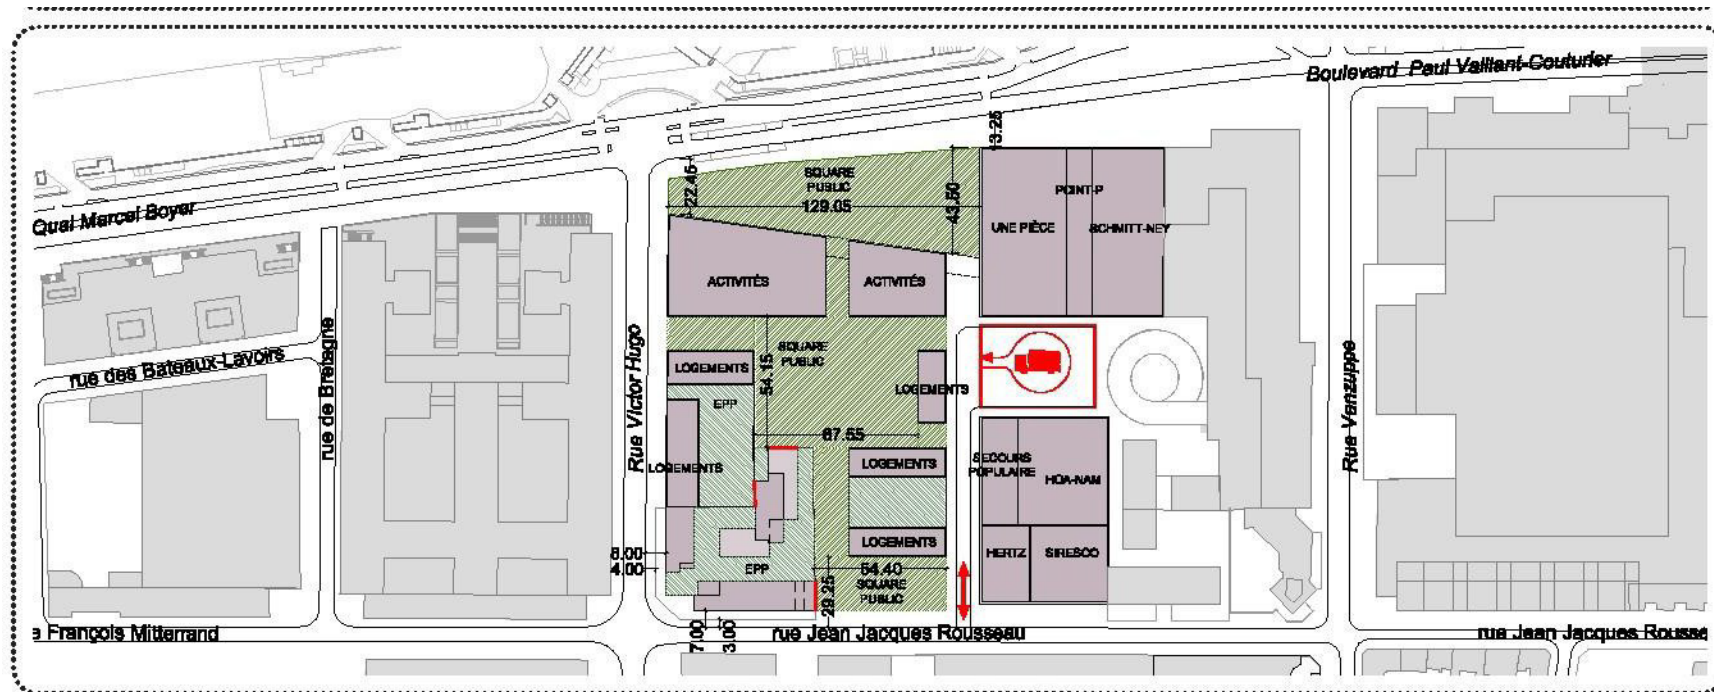 Boulevard Paul Vaillant-Couturier
13.25
SQUARE
PUBLIC
22.45
129.05
43.50
POINT-P
UNE PIÈCE
SCHMITT-NEY
Quai Marcel Boyer
ACTIVITÉS
ACTIVITÉS
rue des Bateaux-Lavoirs
rue de Bretagne
Rue Victor Hugo
SQUARE
PUBLIC
54.15
LOGEMENTS
LOGEMENTS
EPP
67.55
LOGEMENTS
LOGEMENTS
SECOURS
POPULAIRE
HOA-NAM
Rue Vanzuppe
LOGEMENTS
HERTZ
SIRESCO
8.00
4.00
EPP
54.40
29.25
SQUARE
PUBLIC
7.00
3.00
e François Mitterrand
rue Jean Jacques Rousseau
rue Jean Jacques Rousse